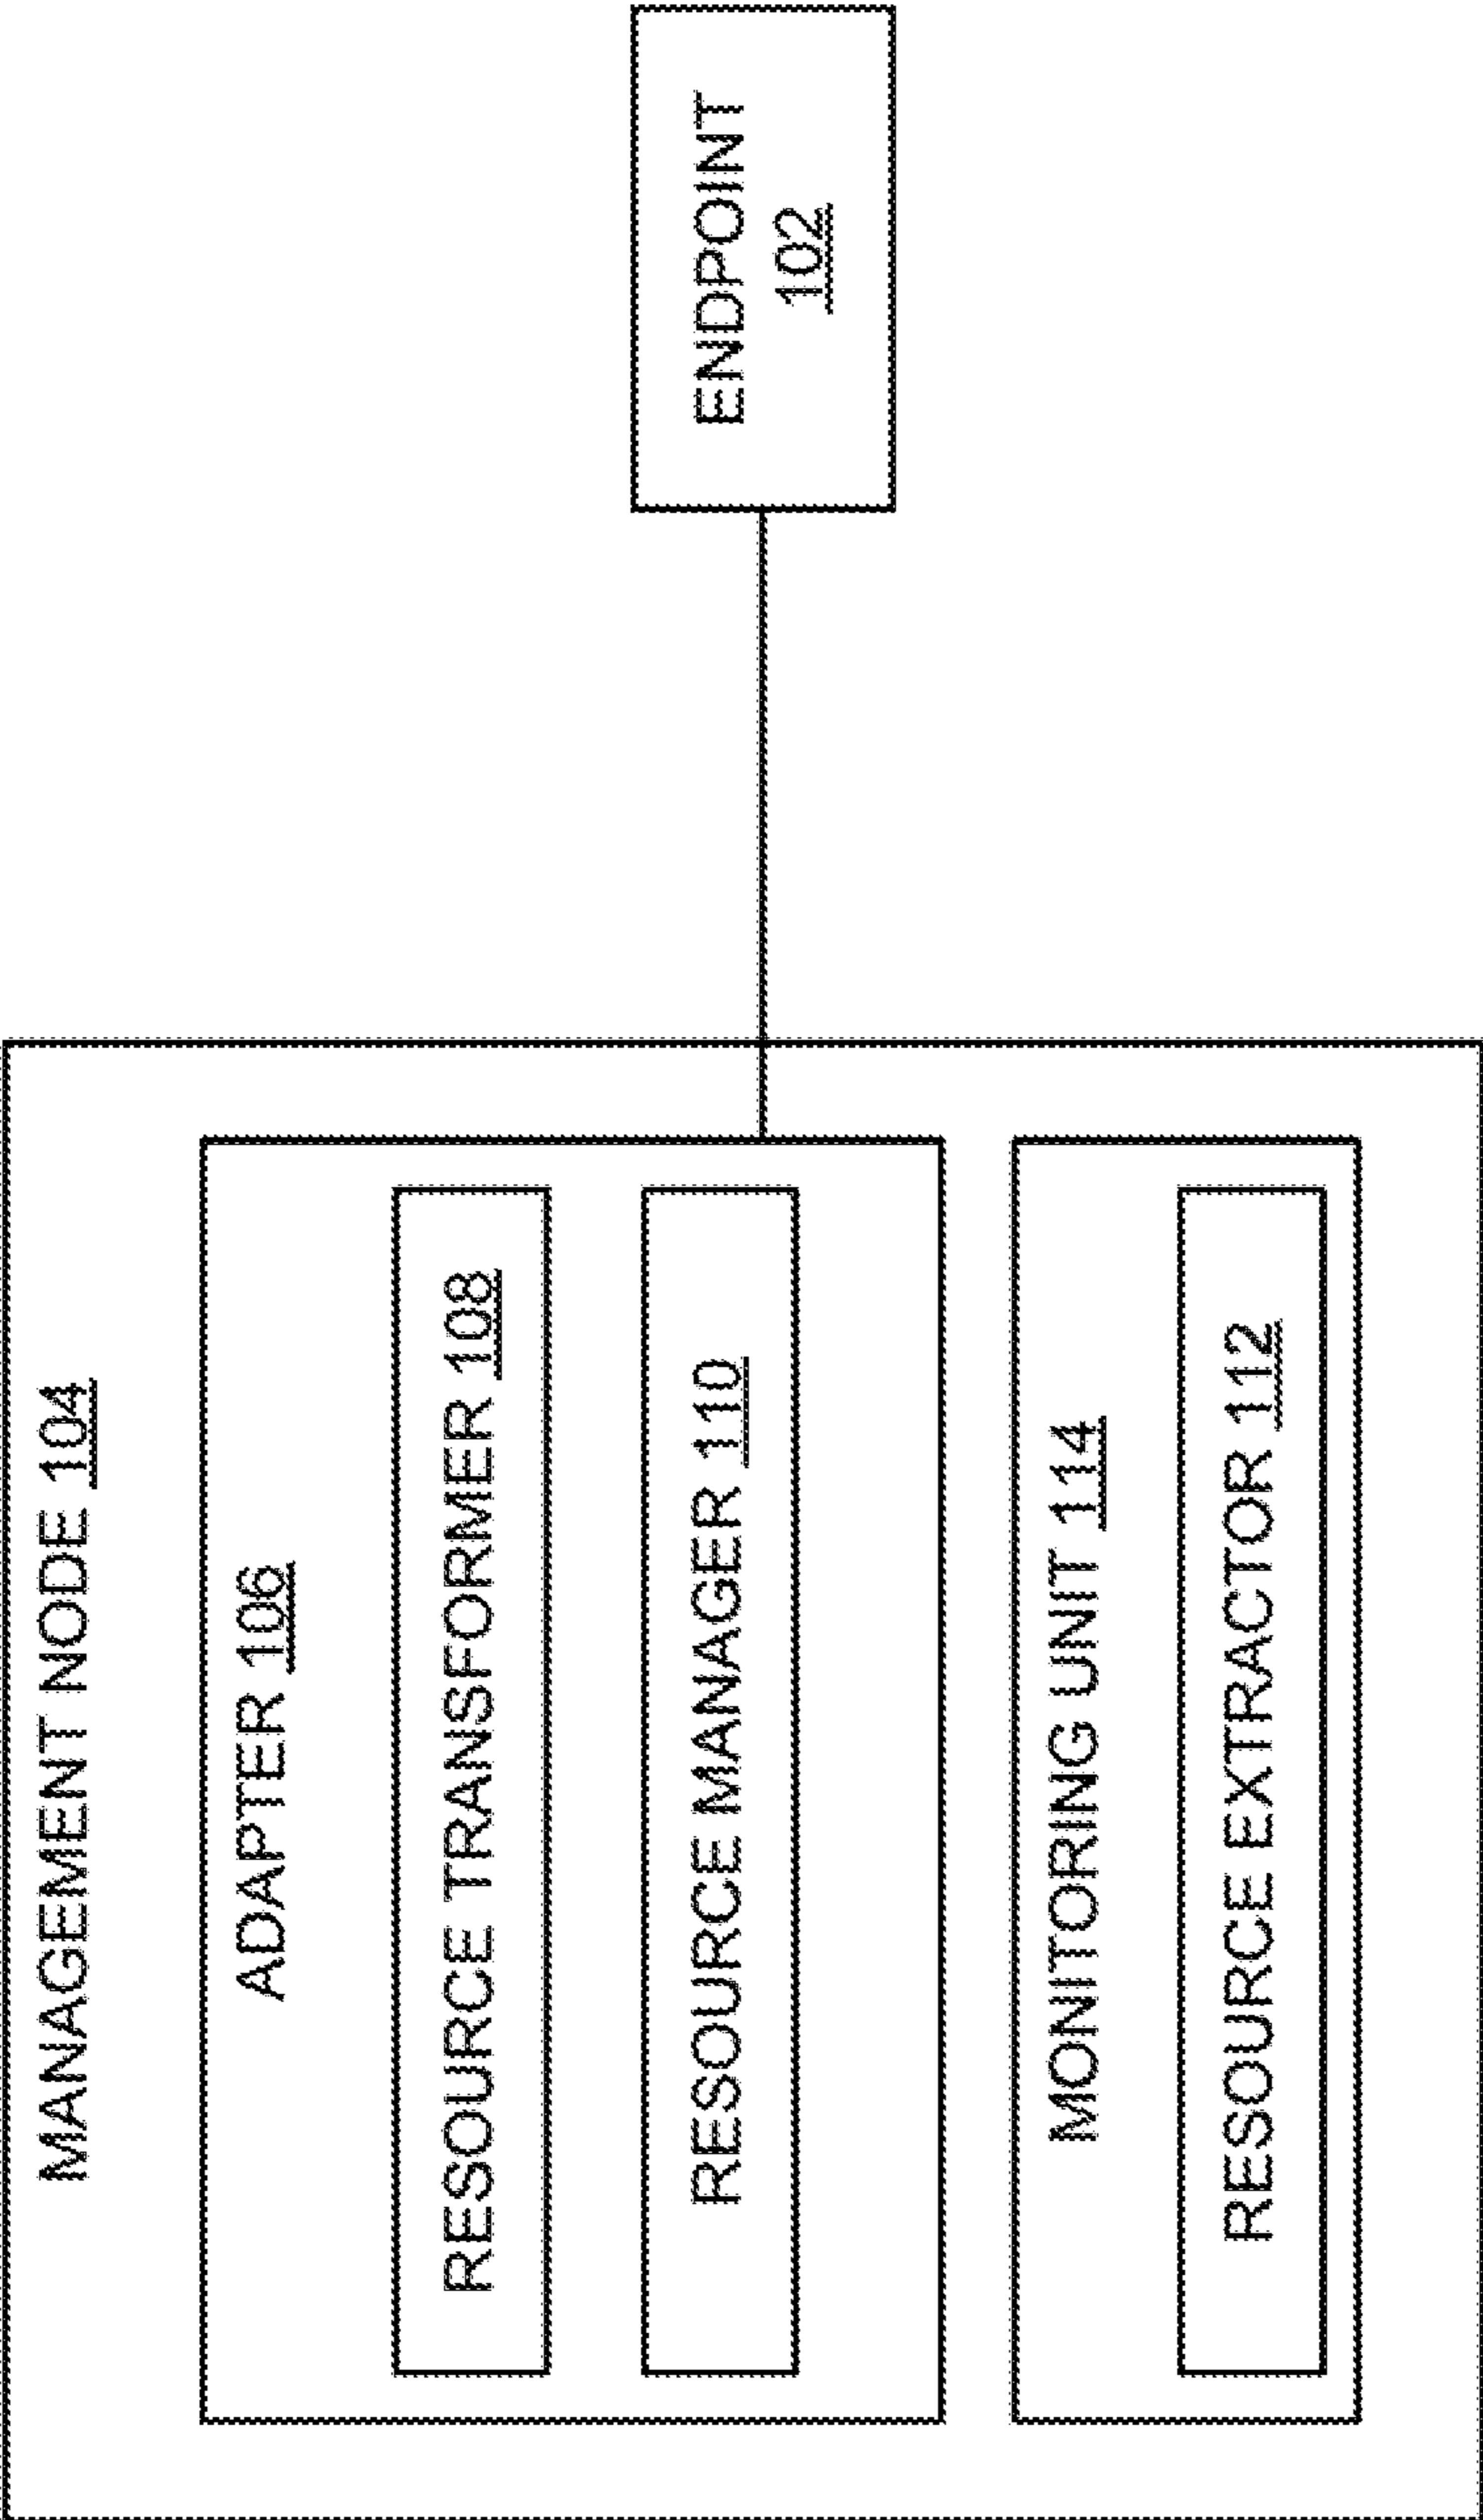 MANAGEMENT NODE 104
ADAPTER 106
RESOURCE TRANSFORMER 108
RESOURCE MANAGER 110
MONITORING UNIT 114
RESOURCE EXTRACTOR 112
ENDPOINT
102